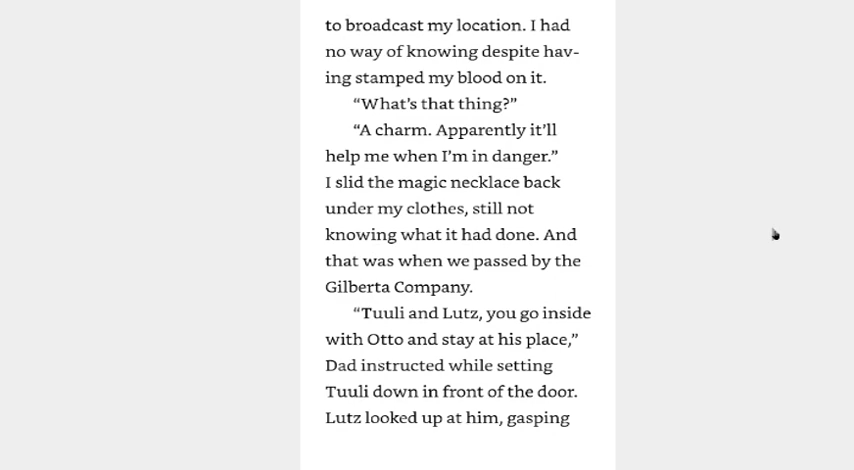 to broadcast my location. I had
no way of knowing despite hav-
ing stamped my blood on it.
“What’s that thing?”
“A charm. Apparently it’ll
help me when I’m in danger.”
I slid the magic necklace back
under my clothes, still not
knowing what it had done. And
that was when we passed by the
Gilberta Company.
“Tuuli and Lutz, you go inside
with Otto and stay at his place,”
Dad instructed while setting
Tuuli down in front of the door.
Lutz looked up at him, gasping